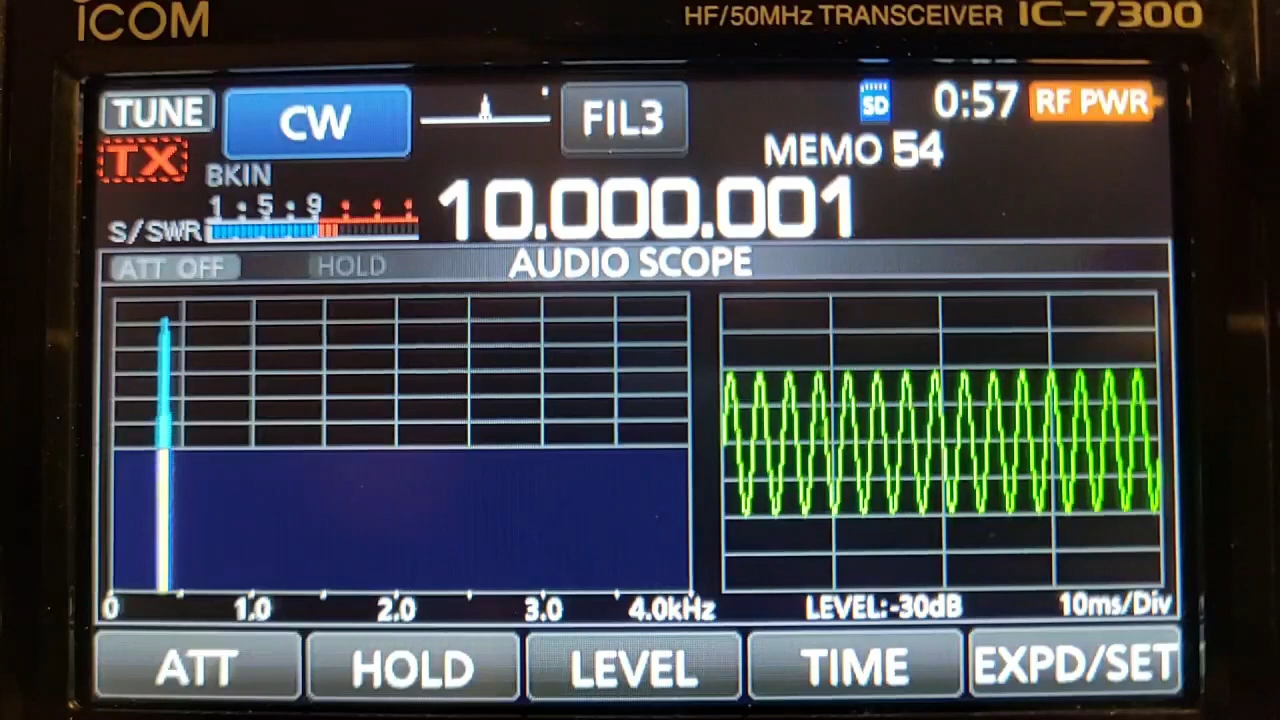 ICOM
HF/50MHz TRANSCEIVER IC-7300
TUNE CW FIL3 SD 0:57 RF PWR
TX BKIN MEMO 54
1 · 5 · 9
S/SWR 10.000.001
ATT OFF HOLD AUDIO SCOPE
0 1.0 2.0 3.0 4.0kHz LEVEL:-30dB 10ms/Div
ATT HOLD LEVEL TIME EXPD/SET